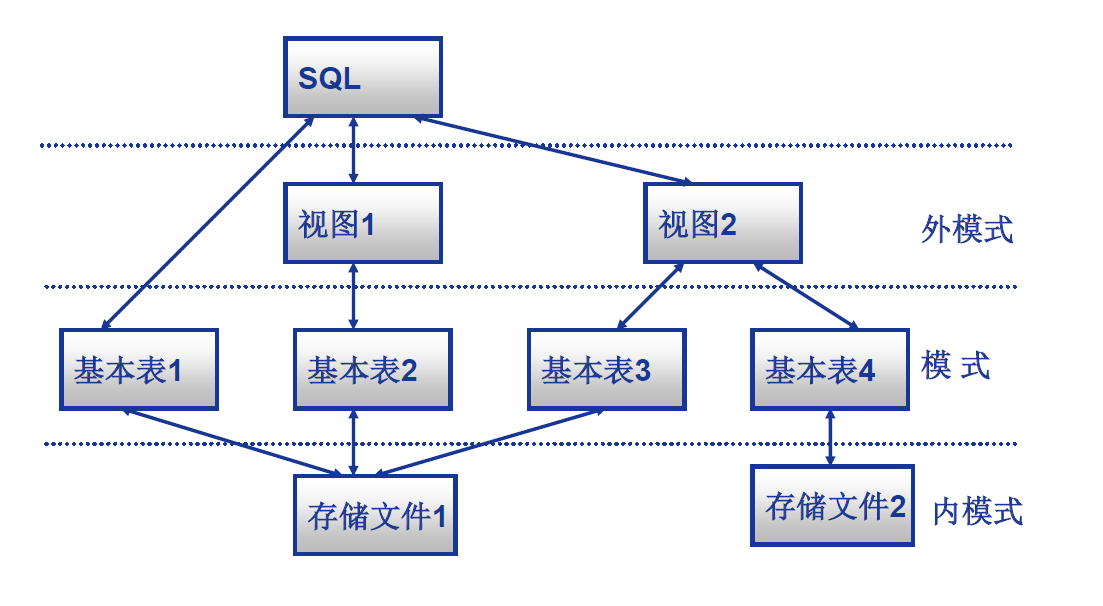 SQL
视图1
视图2
外模式
基本表1
基本表2
基本表3
基本表4
模 式
存储文件1
存储文件2
内模式